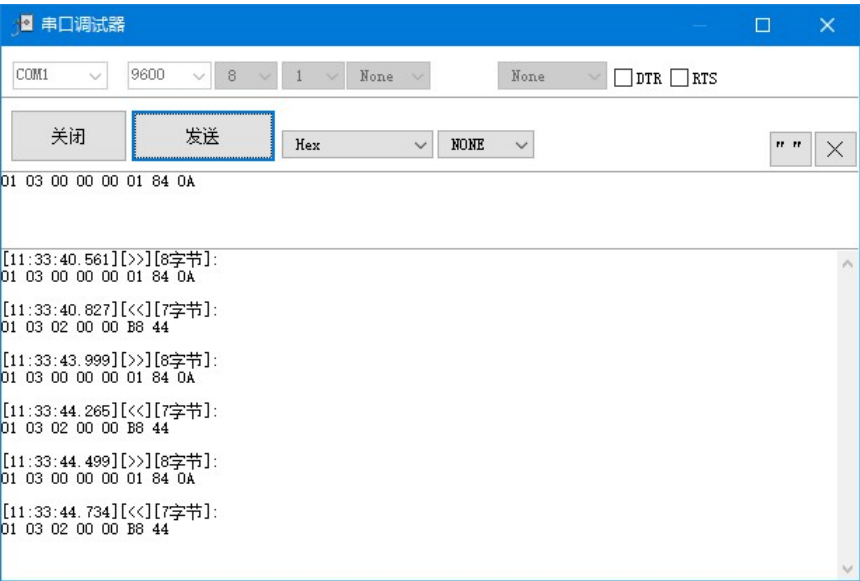 串口调试器
COM1 9600 8 1 None None DTR RTS
关闭 发送 Hex NONE " "
01 03 00 00 00 01 84 0A
[11:33:40.561][>>][8字节]:
01 03 00 00 00 01 84 0A
[11:33:40.827][<<][7字节]:
01 03 02 00 00 B8 44
[11:33:43.999][>>][8字节]:
01 03 00 00 00 01 84 0A
[11:33:44.265][<<][7字节]:
01 03 02 00 00 B8 44
[11:33:44.499][>>][8字节]:
01 03 00 00 00 01 84 0A
[11:33:44.734][<<][7字节]:
01 03 02 00 00 B8 44